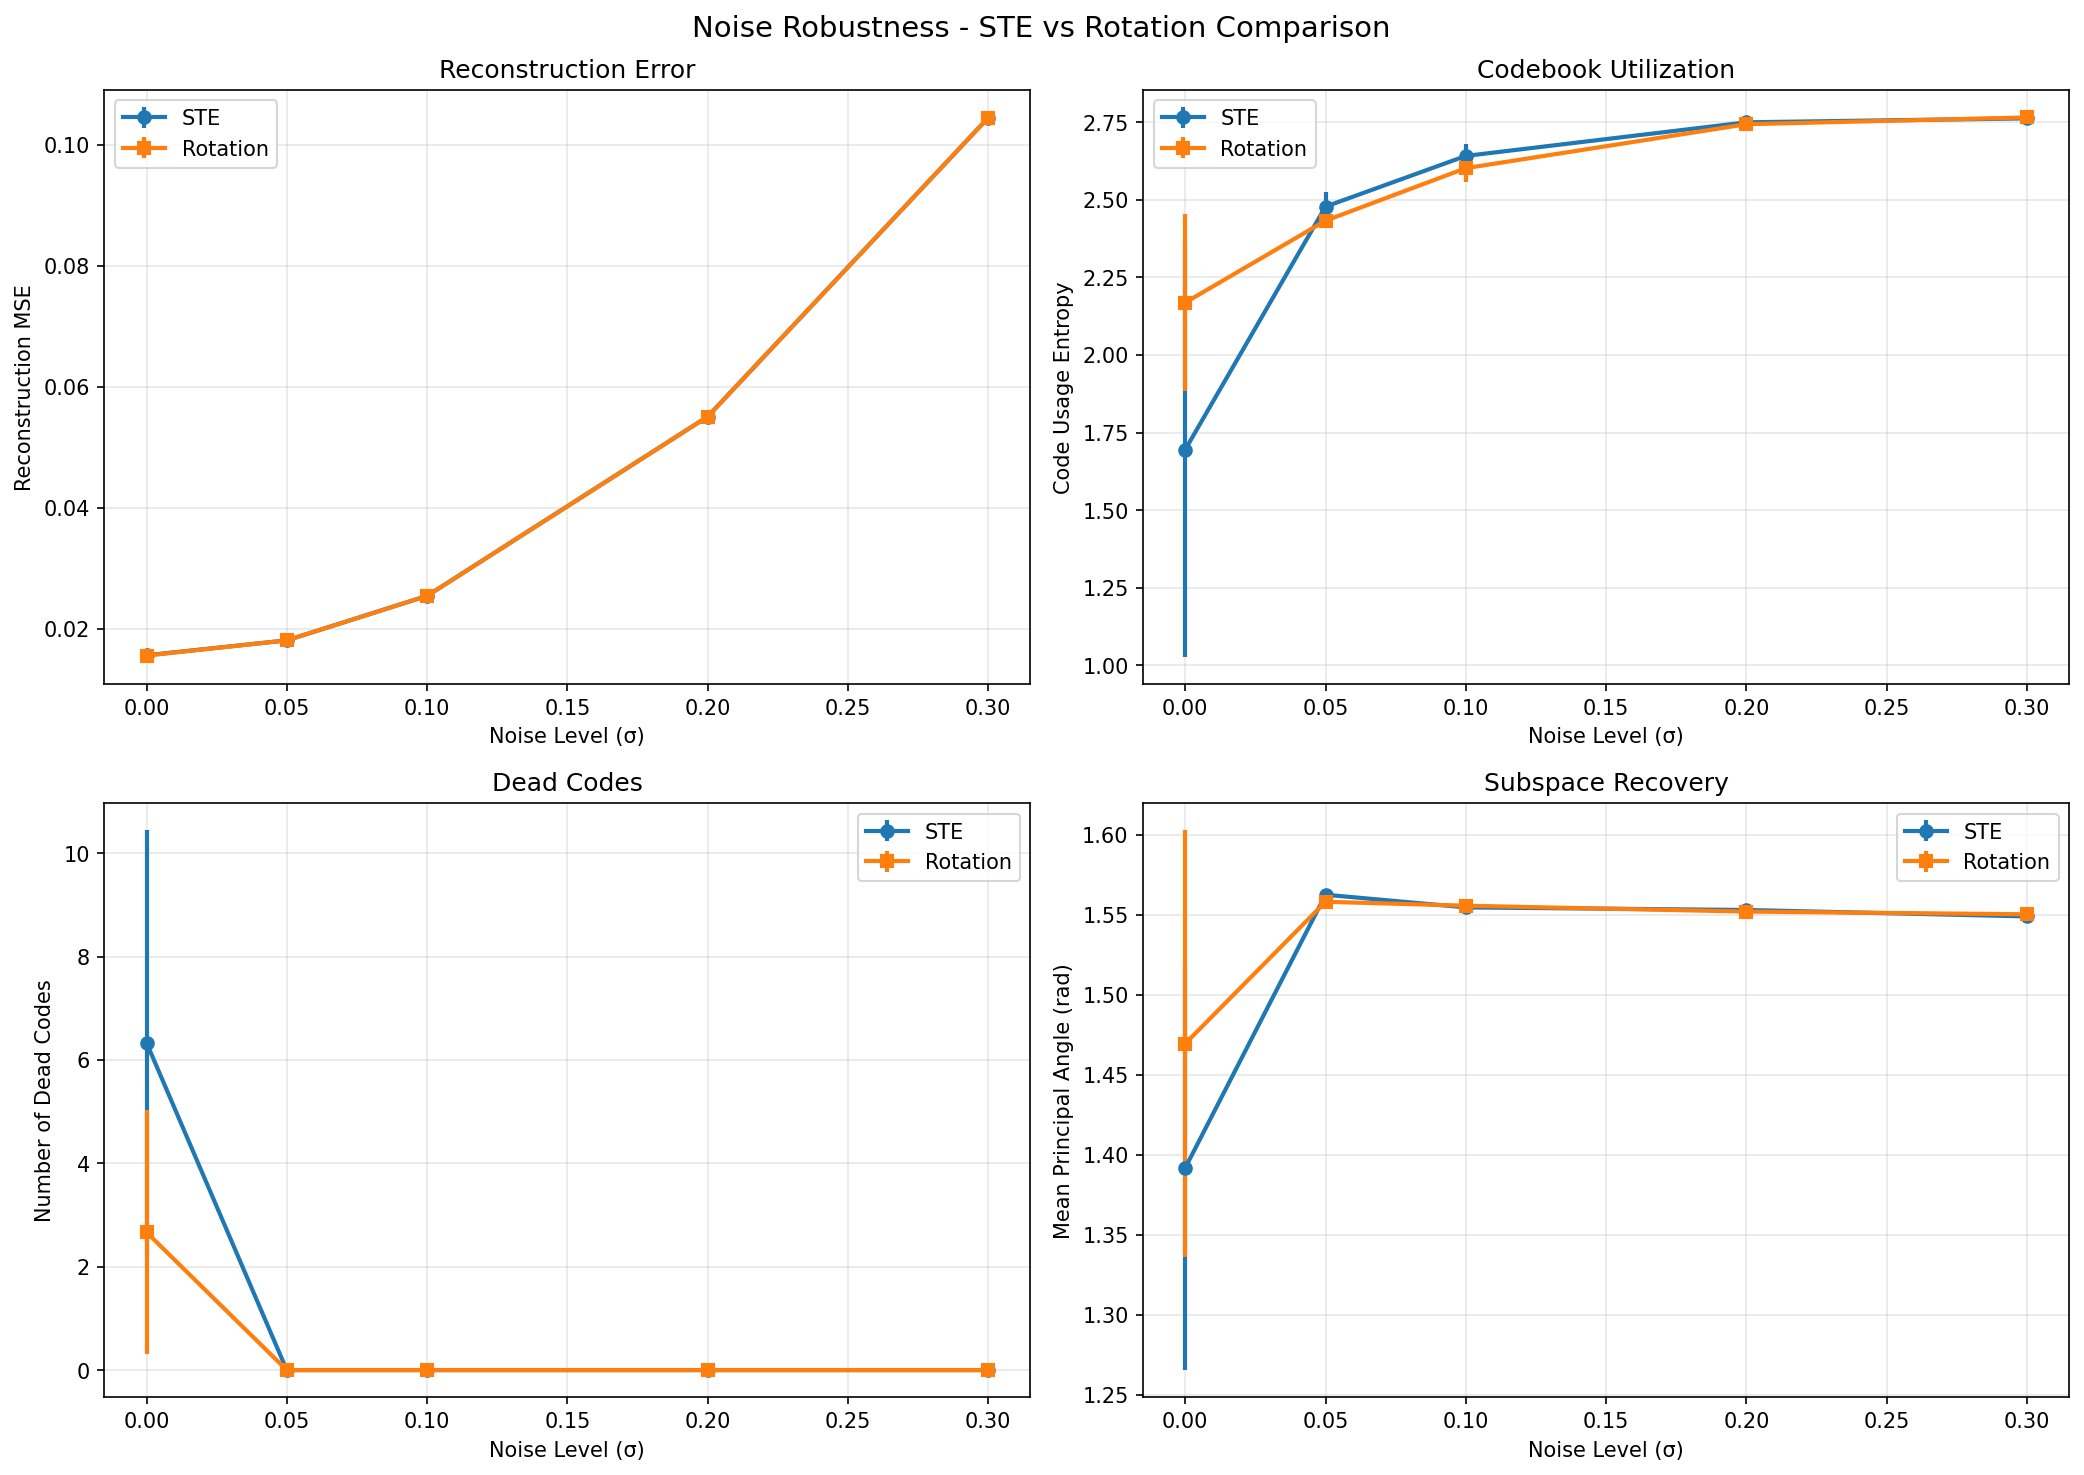 Noise Robustness - STE vs Rotation Comparison
Reconstruction Error
STE
Rotation
Reconstruction MSE
0.10
0.08
0.06
0.04
0.02
0.00 0.05 0.10 0.15 0.20 0.25 0.30
Noise Level (σ)
Codebook Utilization
STE
Rotation
Code Usage Entropy
2.75
2.50
2.25
2.00
1.75
1.50
1.25
1.00
0.00 0.05 0.10 0.15 0.20 0.25 0.30
Noise Level (σ)
Dead Codes
STE
Rotation
Number of Dead Codes
10
8
6
4
2
0
0.00 0.05 0.10 0.15 0.20 0.25 0.30
Noise Level (σ)
Subspace Recovery
STE
Rotation
Mean Principal Angle (rad)
1.60
1.55
1.50
1.45
1.40
1.35
1.30
1.25
0.00 0.05 0.10 0.15 0.20 0.25 0.30
Noise Level (σ)